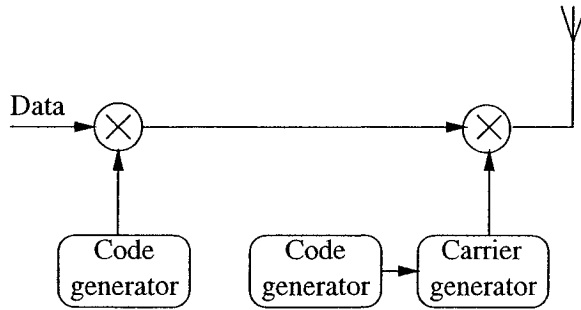 Data
Code
generator
Code
generator
Carrier
generator